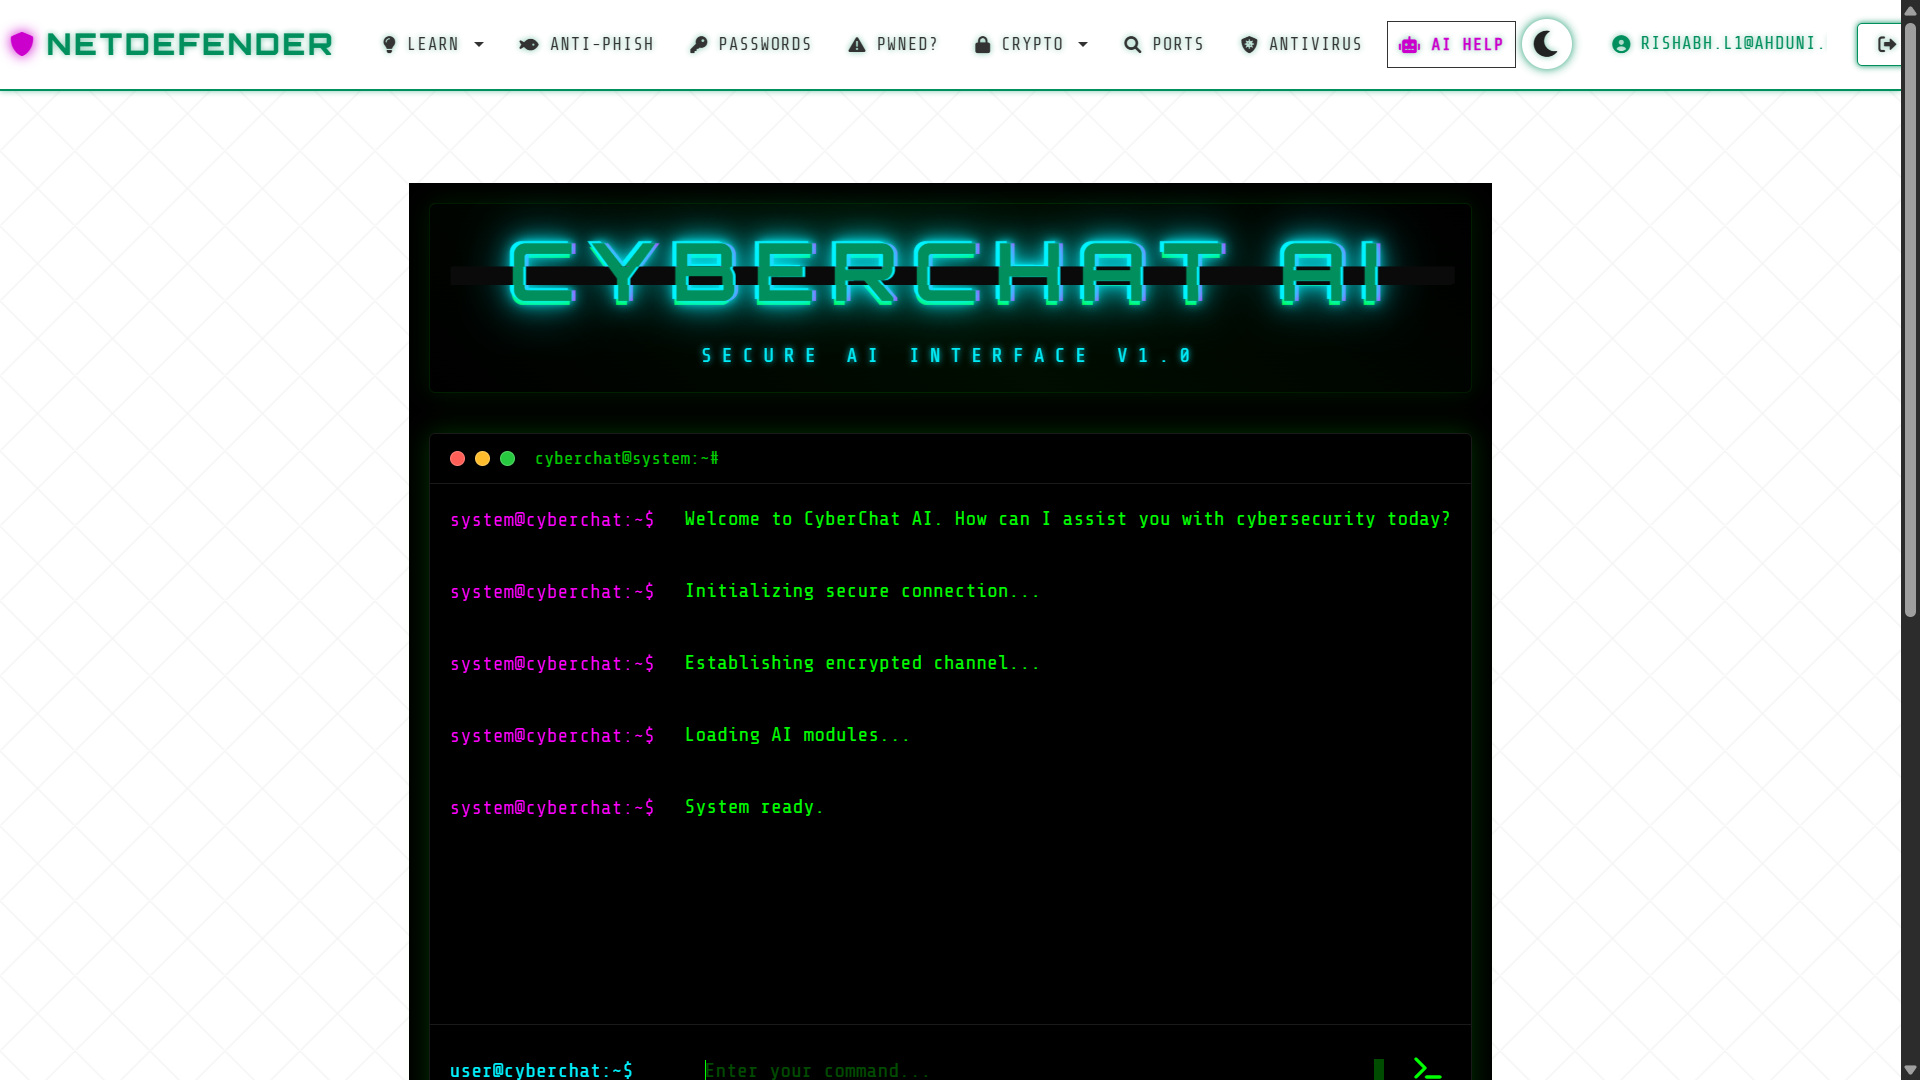 NETDEFENDER LEARN ANTI-PHISH PASSWORDS PWNED? CRYPTO PORTS ANTIVIRUS AI HELP RISHABH.L1@AHDUNI.
CYBERCHAT AI
SECURE AI INTERFACE V1.0
cyberchat@system:~#
system@cyberchat:~$ Welcome to CyberChat AI. How can I assist you with cybersecurity today?
system@cyberchat:~$ Initializing secure connection...
system@cyberchat:~$ Establishing encrypted channel...
system@cyberchat:~$ Loading AI modules...
system@cyberchat:~$ System ready.
user@cyberchat:~$ Enter your command...